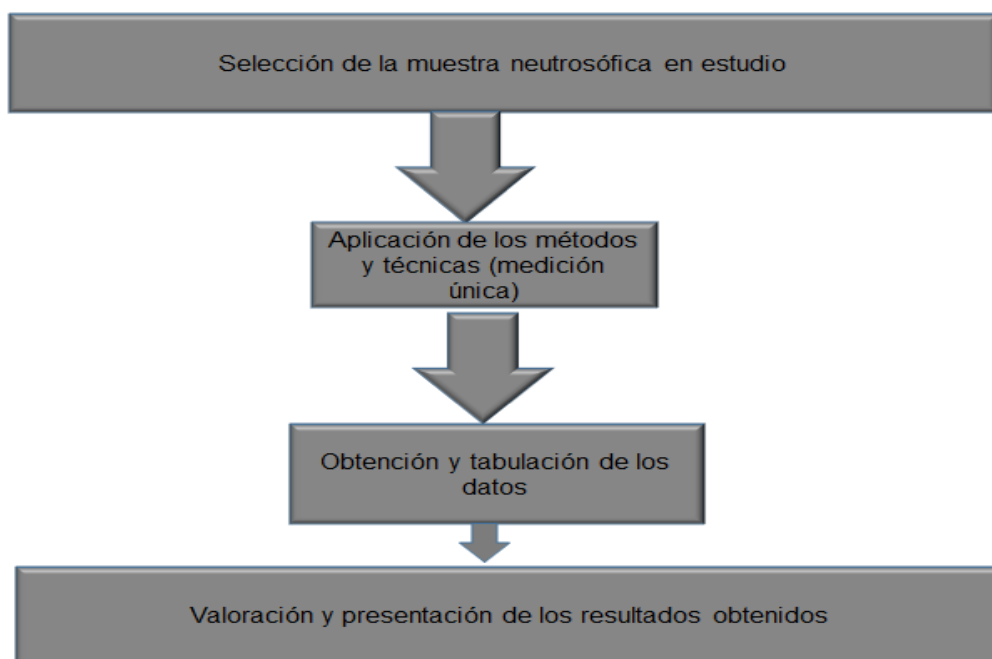 Selección de la muestra neutrosófica en estudio
Aplicación de los métodos
y técnicas (medición
única)
Obtención y tabulación de los
datos
Valoración y presentación de los resultados obtenidos